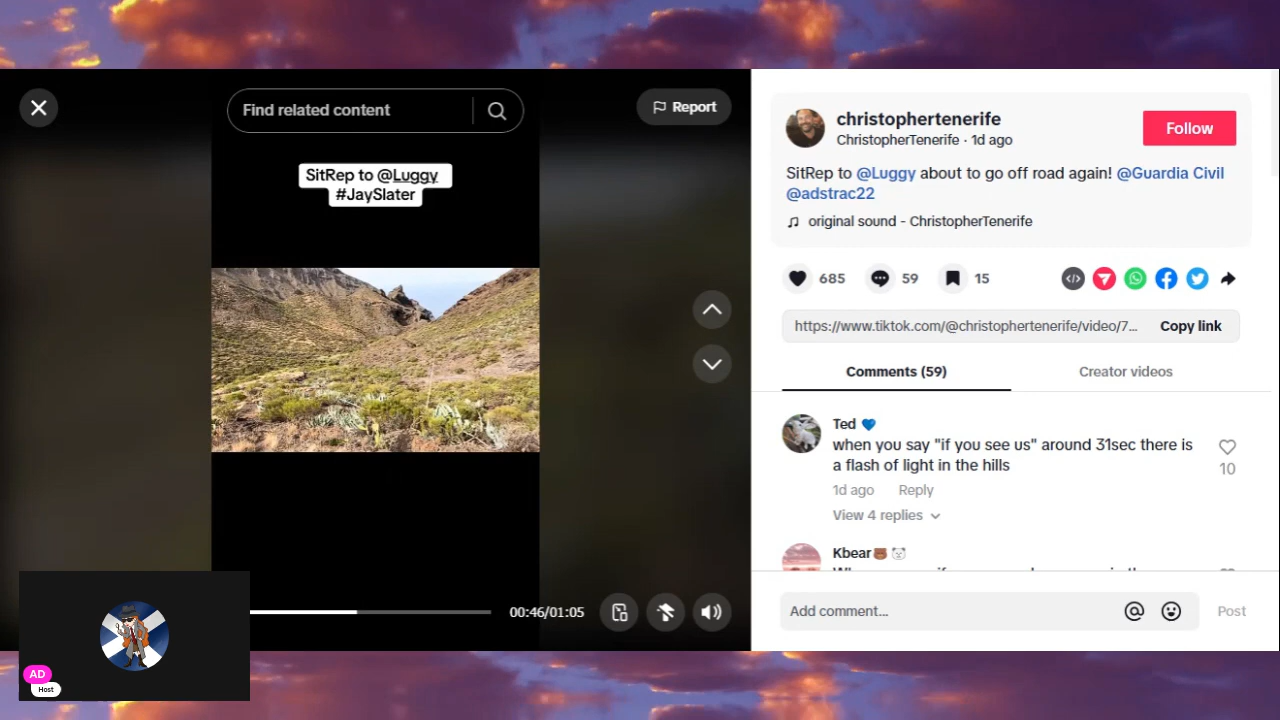 Find related content
Report
SitRep to @Luggy
#JaySlater
00:46/01:05
AD
Host
christophertenerife
ChristopherTenerife · 1d ago
Follow
SitRep to @Luggy about to go off road again! @Guardia Civil
@adstrac22
original sound - ChristopherTenerife
685
59
15
https://www.tiktok.com/@christophertenerife/video/7...
Copy link
Comments (59)
Creator videos
Ted 💙
when you say "if you see us" around 31sec there is
a flash of light in the hills
10
1d ago
Reply
View 4 replies
Kbear🐻 🐻‍❄️
Add comment...
Post